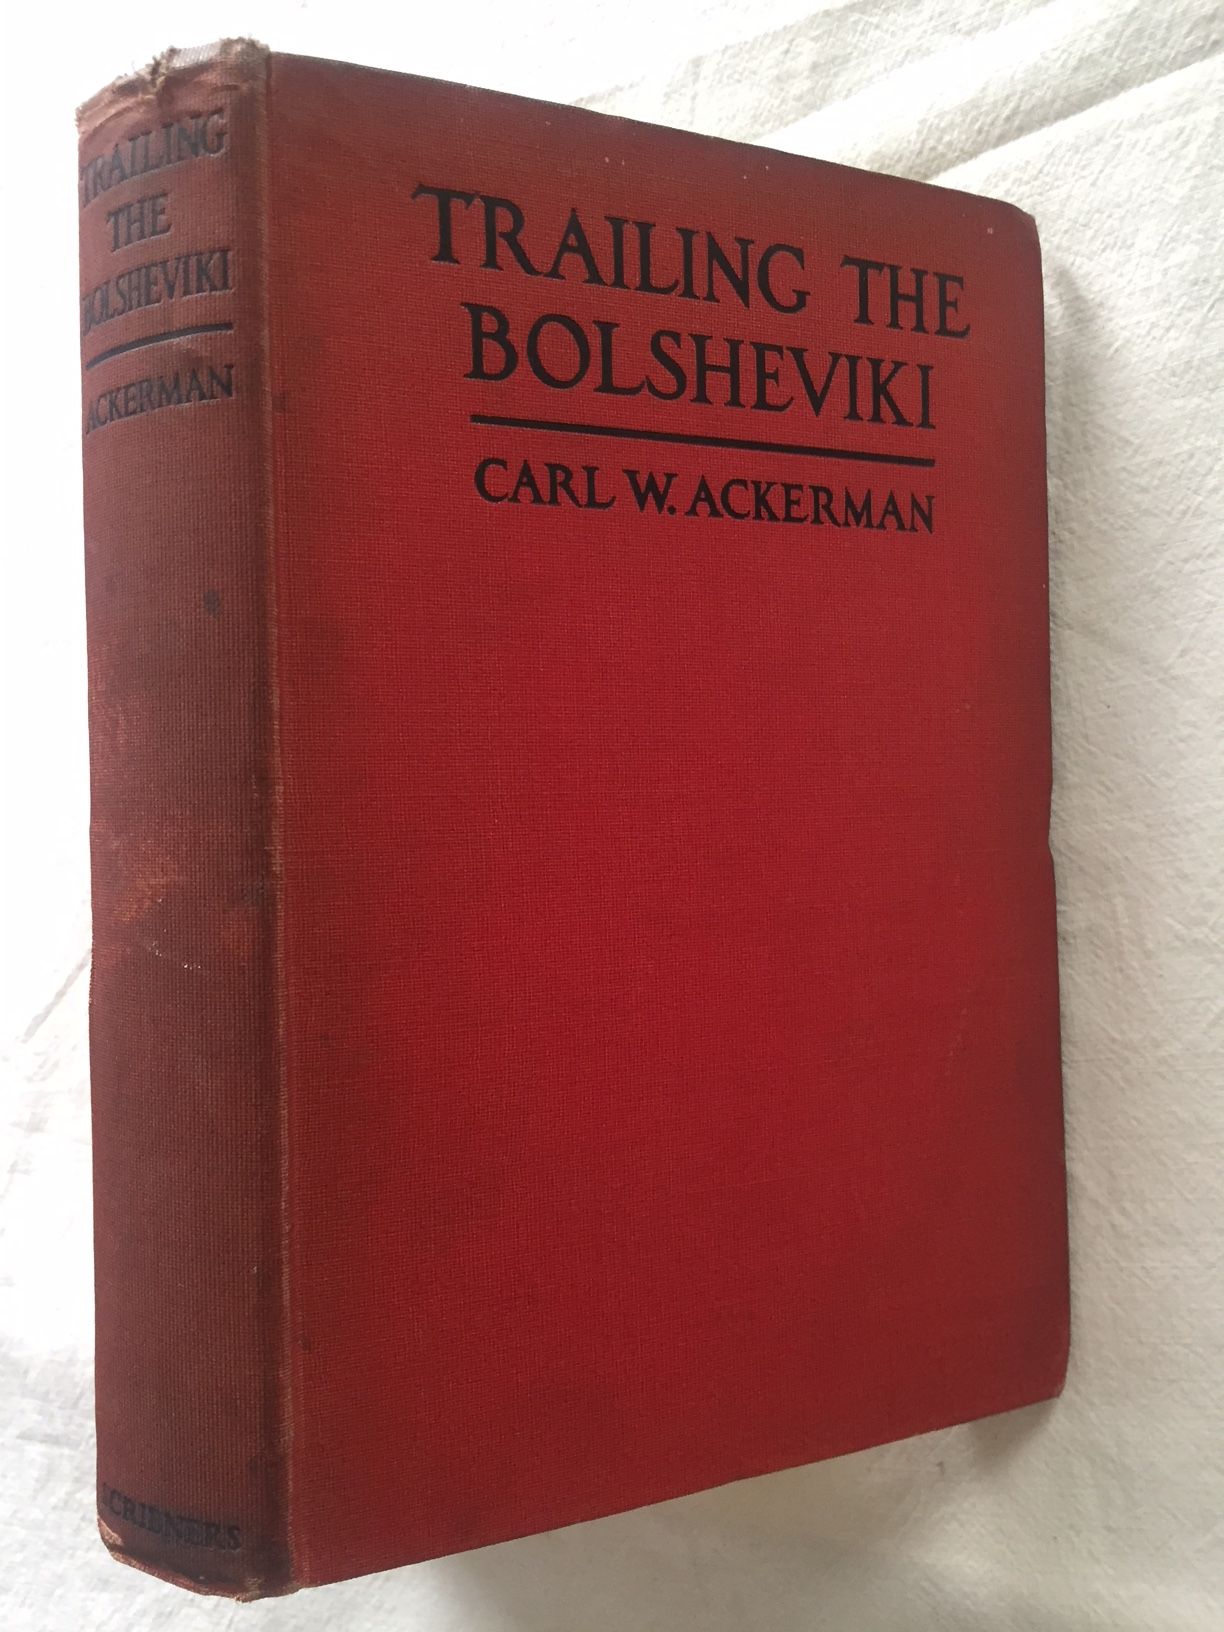 TRAILING
THE
BOLSHEVIKI
ACKERMAN
SCRIBNERS
TRAILING THE
BOLSHEVIKI
CARL W. ACKERMAN